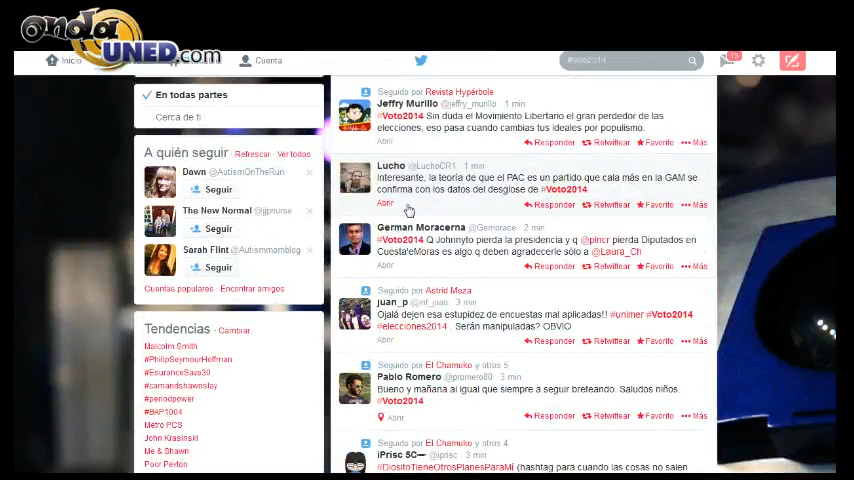 onda
UNED.com
Inicio
Cuenta
#Voto2014
En todas partes
Cerca de ti
A quién seguir · Refrescar · Ver todos
Dawn @AutismOnTheRun
Seguir
The New Normal @jjpnurse
Seguir
Sarah Flint @Autismmomblog
Seguir
Cuentas populares · Encontrar amigos
Tendencias · Cambiar
Malcolm Smith
#PhilipSeymourHoffman
#EsuranceSave30
#camandshawnslay
#periodpower
#BAP1004
Metro PCS
John Krasinski
Me & Shawn
Poor Peyton
Seguido por Revista Hypérbole
Jeffry Murillo @jeffry_murillo 1 min
#Voto2014 Sin duda el Movimiento Libertario el gran perdedor de las
elecciones, eso pasa cuando cambias tus ideales por populismo.
Abrir Responder Retwittear Favorito Más
Lucho @LuchoCR1 1 min
Interesante, la teoría de que el PAC es un partido que cala más en la GAM se
confirma con los datos del desglose de #Voto2014
Abrir Responder Retwittear Favorito Más
German Moracerna @Gemorace 2 min
#Voto2014 Q Johnnyto pierda la presidencia y q @plncr pierda Diputados en
Cuesta'eMoras es algo q deben agradecerle sólo a @Laura_Ch
Abrir Responder Retwittear Favorito Más
Seguido por Astrid Meza
juan_p @inf_joao 3 min
Ojalá dejen esa estupidez de encuestas mal aplicadas!! #unimer #Voto2014
#elecciones2014 . Serán manipuladas? OBVIO
Abrir Responder Retwittear Favorito Más
Seguido por El Chamuko y otros 5
Pablo Romero @promero80 3 min
Bueno y mañana al igual que siempre a seguir breteando. Saludos niños.
#Voto2014
Abrir Responder Retwittear Favorito Más
Seguido por El Chamuko y otros 4
iPrisc 5C @iprisc 3 min
#DiositoTieneOtrosPlanesParaMí (hashtag para cuando las cosas no salen